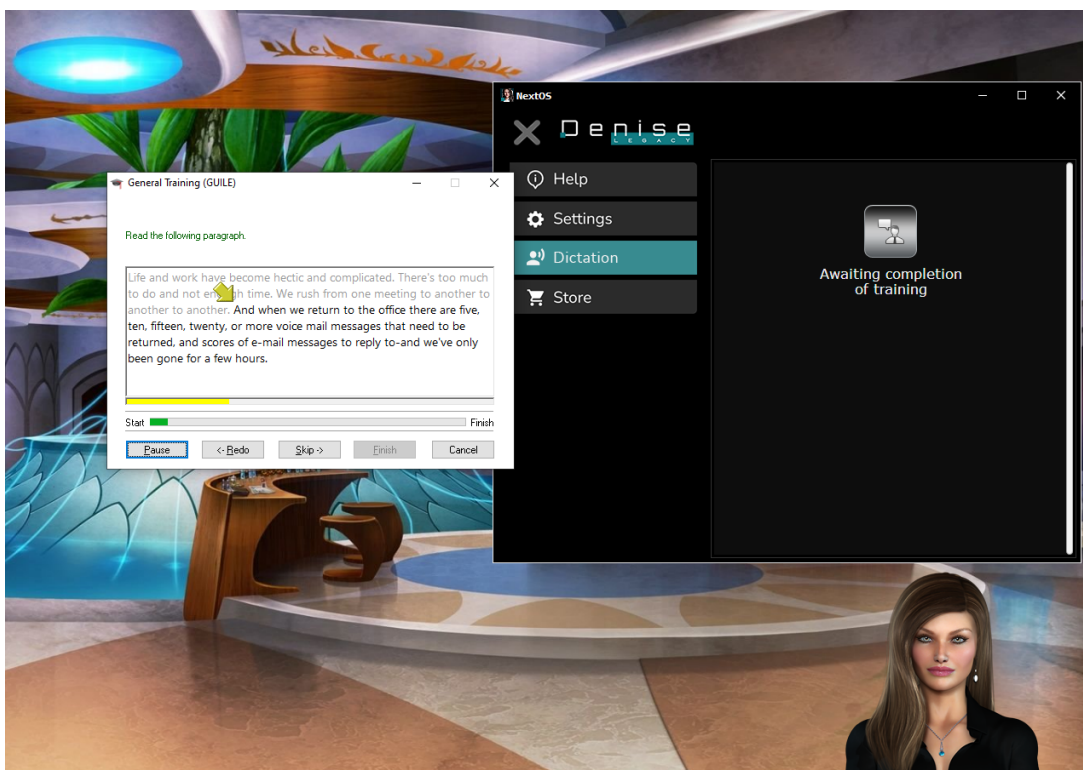 NextOS
Denise
LEGACY
Help
Settings
Dictation
Store
Awaiting completion
of training
General Training (GUILE)
Read the following paragraph.
Life and work have become hectic and complicated. There's too much
to do and not time. We rush from one meeting to another to
another to another. And when we return to the office there are five,
ten, fifteen, twenty, or more voice mail messages that need to be
returned, and scores of e-mail messages to reply to-and we've only
been gone for a few hours.
Start
Finish
Pause
<- Redo
Skip ->
Finish
Cancel